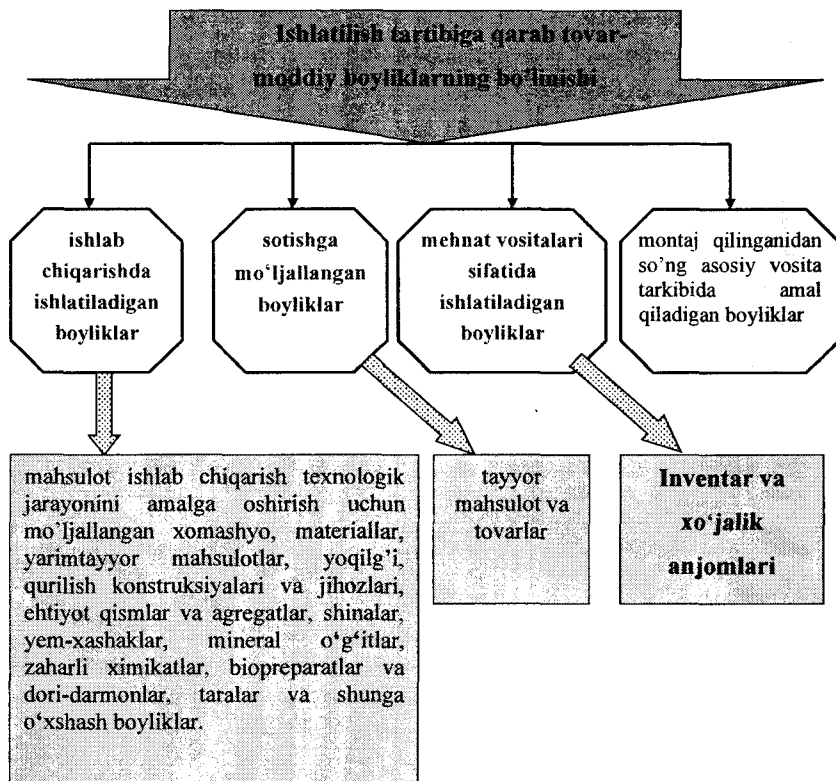 Ishlatilish tartibiga qarab tovar-
moddiy boyliklarning bo‘linishi
ishlab
chiqarishda
ishlatiladigan
boyliklar
sotishga
mo‘ljallangan
boyliklar
mehnat vositalari
sifatida
ishlatiladigan
boyliklar
montaj qilinganidan
so’ng asosiy vosita
tarkibida amal
qiladigan boyliklar
mahsulot ishlab chiqarish texnologik
jarayonini amalga oshirish uchun
mo’ljallangan xomashyo, materiallar,
yarimtayyor mahsulotlar, yoqilg’i,
qurilish konstruksiyalari va jihozlari,
ehtiyot qismlar va agregatlar, shinalar,
yem-xashaklar, mineral o‘g‘itlar,
zaharli ximikatlar, biopreparatlar va
dori-darmonlar, taralar va shunga
o‘xshash boyliklar.
tayyor
mahsulot va
tovarlar
Inventar va
xo‘jalik
anjomlari